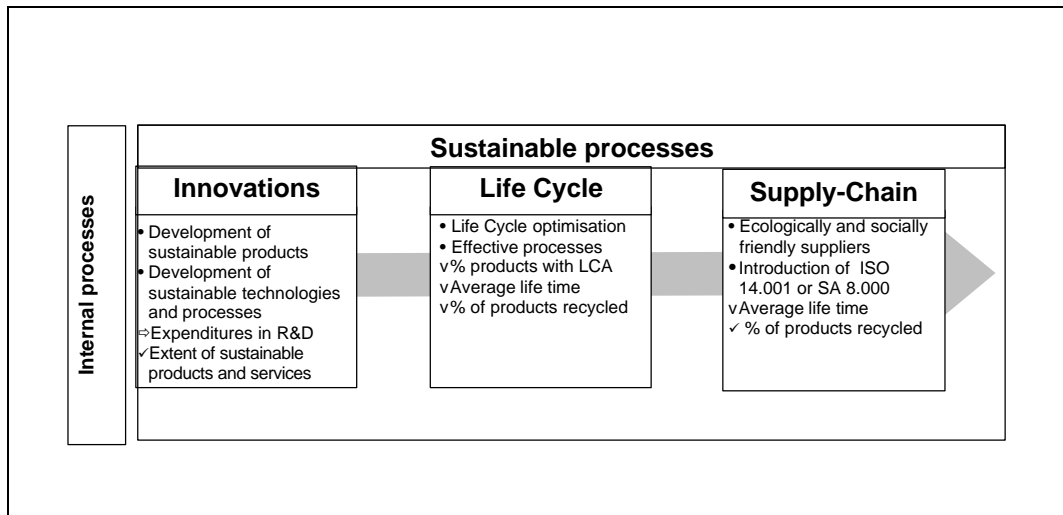 Internal processes
Sustainable processes
Innovations
• Development of
sustainable products
• Development of
sustainable technologies
and processes
⇨Expenditures in R&D
✓Extent of sustainable
products and services
Life Cycle
• Life Cycle optimisation
• Effective processes
v% products with LCA
vAverage life time
v% of products recycled
Supply-Chain
• Ecologically and socially
friendly suppliers
•Introduction of ISO
14.001 or SA 8.000
vAverage life time
✓ % of products recycled